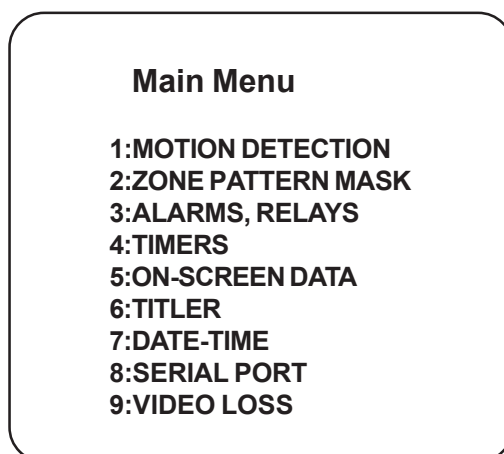 Main Menu
1:MOTION DETECTION
2:ZONE PATTERN MASK
3:ALARMS, RELAYS
4:TIMERS
5:ON-SCREEN DATA
6:TITLER
7:DATE-TIME
8:SERIAL PORT
9:VIDEO LOSS